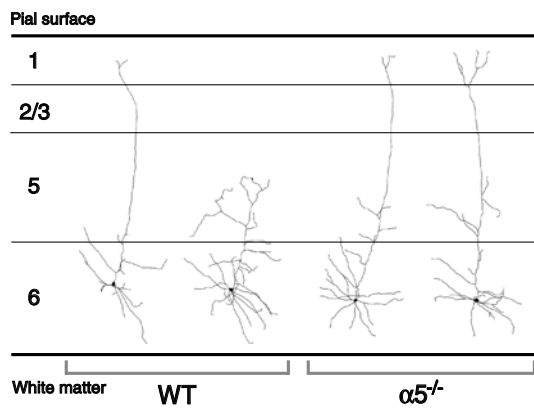 Pial surface
1
2/3
5
6
White matter
WT
α5⁻/⁻